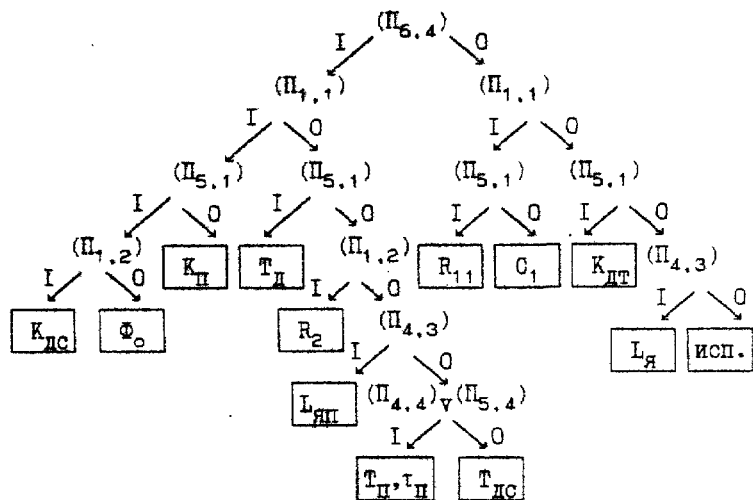 I (П6,4) 0
(П1,1) (П1,1)
I 0 I 0
(П5,1) (П5,1) (П5,1) (П5,1)
I 0 I 0 I 0 I 0
(П1,2) КП ТД (П1,2) R11 C1 КДТ (П4,3)
I 0 I 0 I 0
КДС Фо R2 (П4,3) LЯ исп.
I 0
LЯП (П4,4)∨(П5,4)
I 0
ТП,τП ТДС